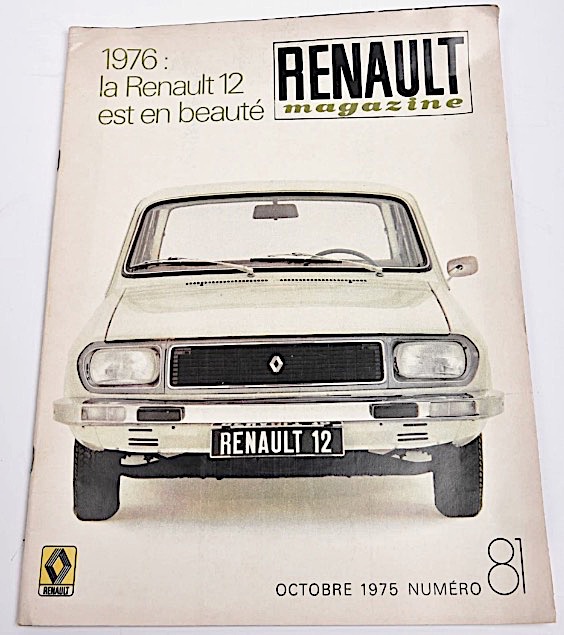 1976 :
la Renault 12
est en beauté
RENAULT
magazine
RENAULT 12
RENAULT
OCTOBRE 1975 NUMÉRO 81